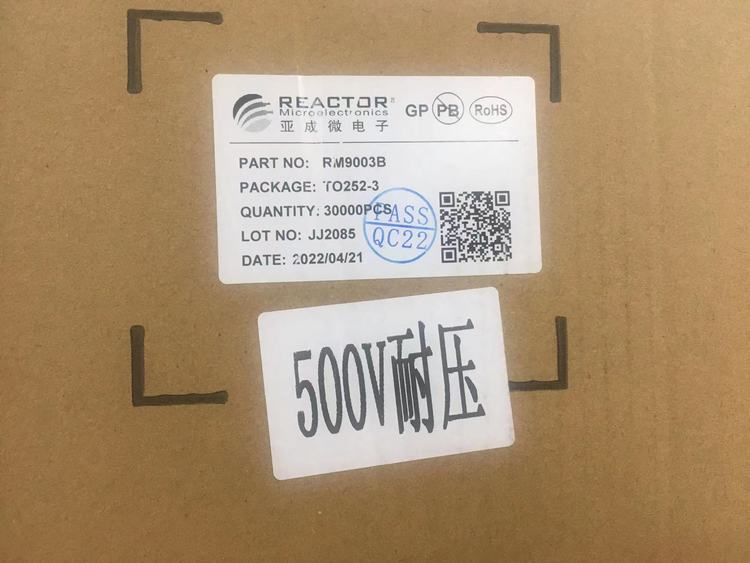 REACTOR®
Microelectronics
亚成微电子
GP PB RoHS
PART NO: RM9003B
PACKAGE: TO252-3
QUANTITY: 30000PCS
LOT NO: JJ2085
DATE: 2022/04/21
PASS
QC22
500V耐压